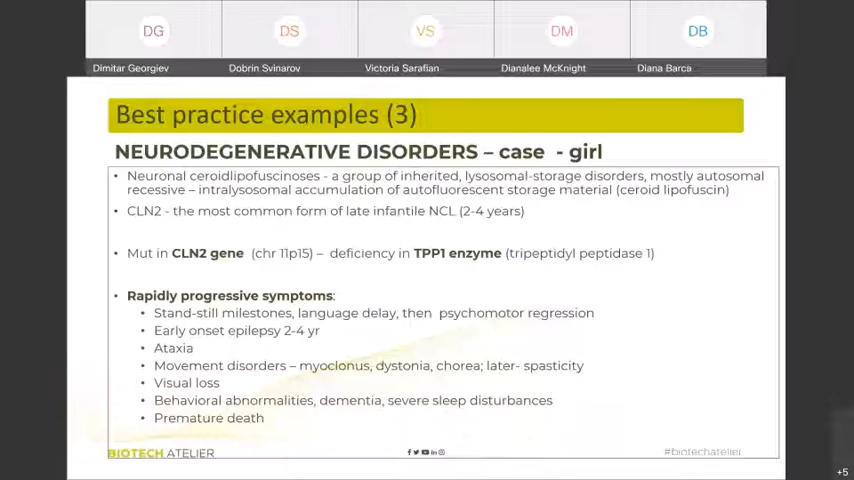 DG DS VS DM DB
Dimitar Georgiev Dobrin Svinarov Victoria Sarafian Dianalee McKnight Diana Barca
Best practice examples (3)
NEURODEGENERATIVE DISORDERS – case - girl
• Neuronal ceroidlipofuscinoses - a group of inherited, lysosomal-storage disorders, mostly autosomal
recessive – intralysosomal accumulation of autofluorescent storage material (ceroid lipofuscin)
• CLN2 - the most common form of late infantile NCL (2-4 years)
• Mut in CLN2 gene (chr 11p15) – deficiency in TPP1 enzyme (tripeptidyl peptidase 1)
• Rapidly progressive symptoms:
• Stand-still milestones, language delay, then psychomotor regression
• Early onset epilepsy 2-4 yr
• Ataxia
• Movement disorders – myoclonus, dystonia, chorea; later- spasticity
• Visual loss
• Behavioral abnormalities, dementia, severe sleep disturbances
• Premature death
BIOTECH ATELIER
#biotechatelier
+5